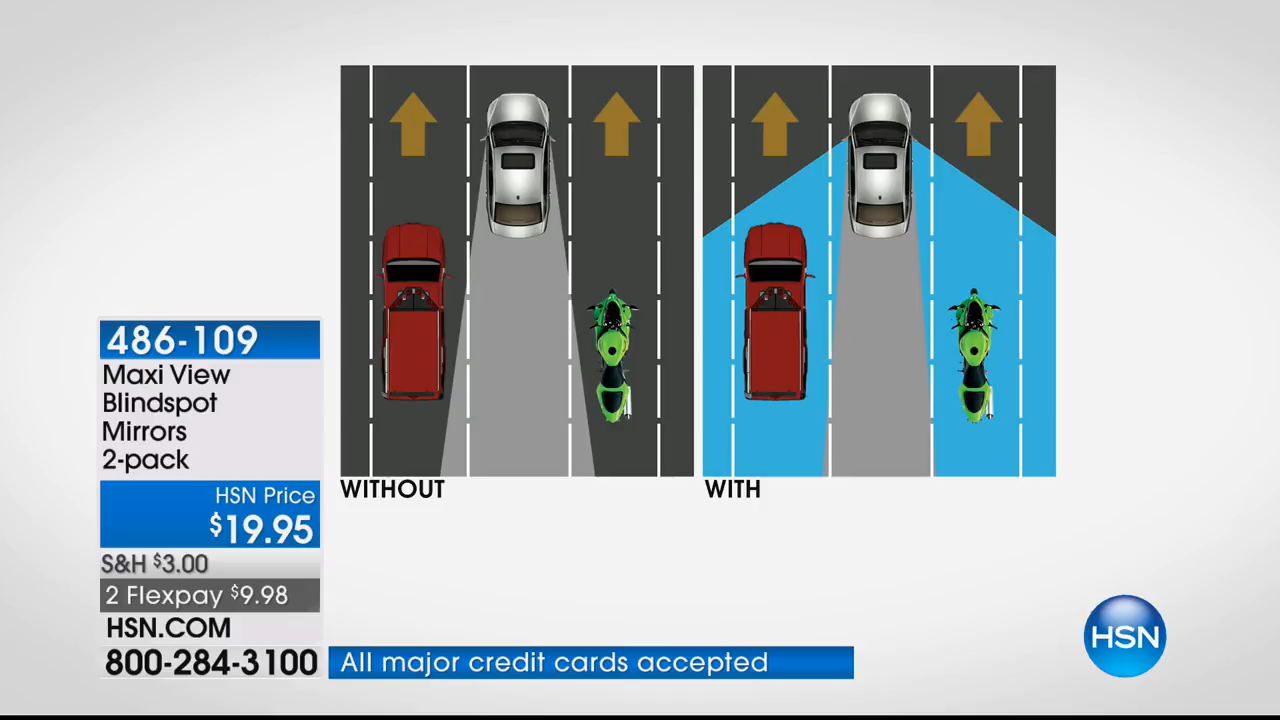 486-109
Maxi View
Blindspot
Mirrors
2-pack
HSN Price
$19.95
S&H $3.00
2 Flexpay $9.98
HSN.COM
800-284-3100
All major credit cards accepted
WITHOUT
WITH
HSN